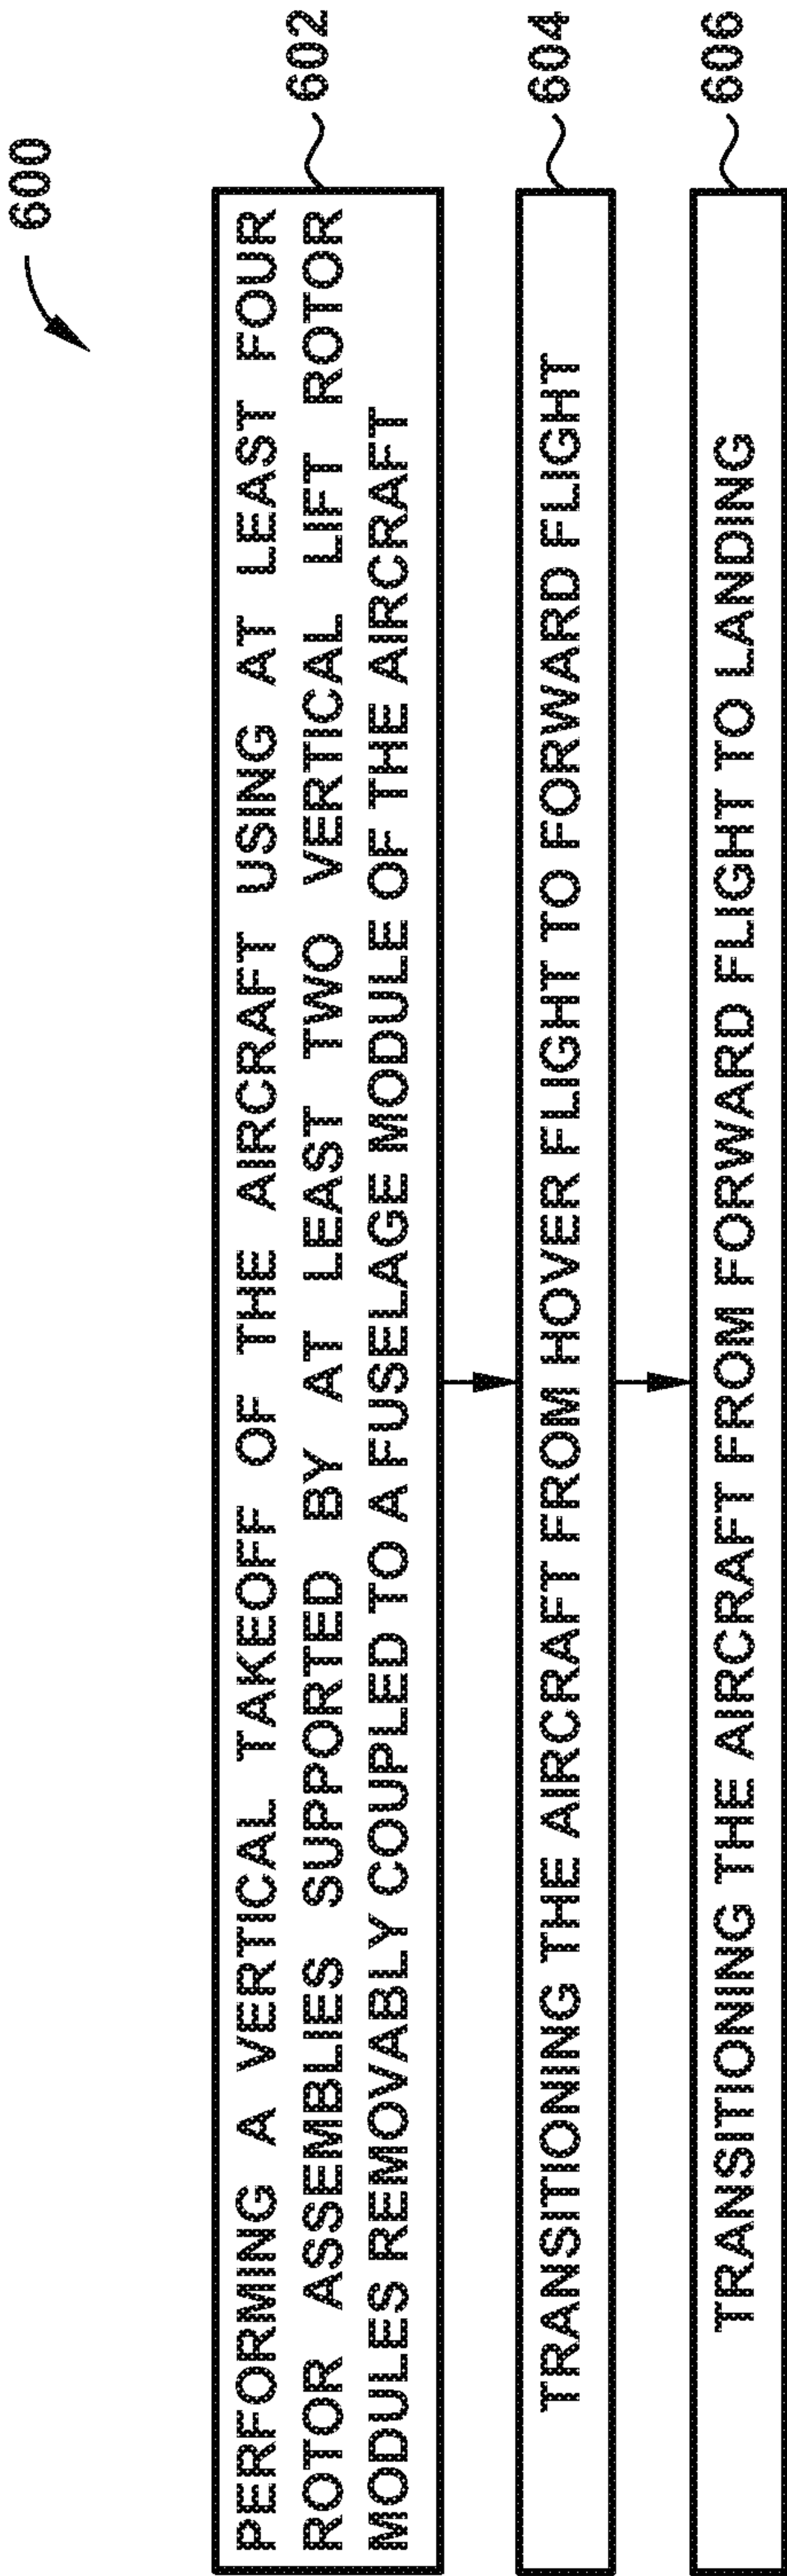 600
PERFORMING A VERTICAL TAKEOFF OF THE AIRCRAFT USING AT LEAST FOUR
ROTOR ASSEMBLIES SUPPORTED BY AT LEAST TWO VERTICAL LIFT ROTOR
MODULES REMOVABLY COUPLED TO A FUSELAGE MODULE OF THE AIRCRAFT
602
TRANSITIONING THE AIRCRAFT FROM HOVER FLIGHT TO FORWARD FLIGHT
604
TRANSITIONING THE AIRCRAFT FROM FORWARD FLIGHT TO LANDING
606